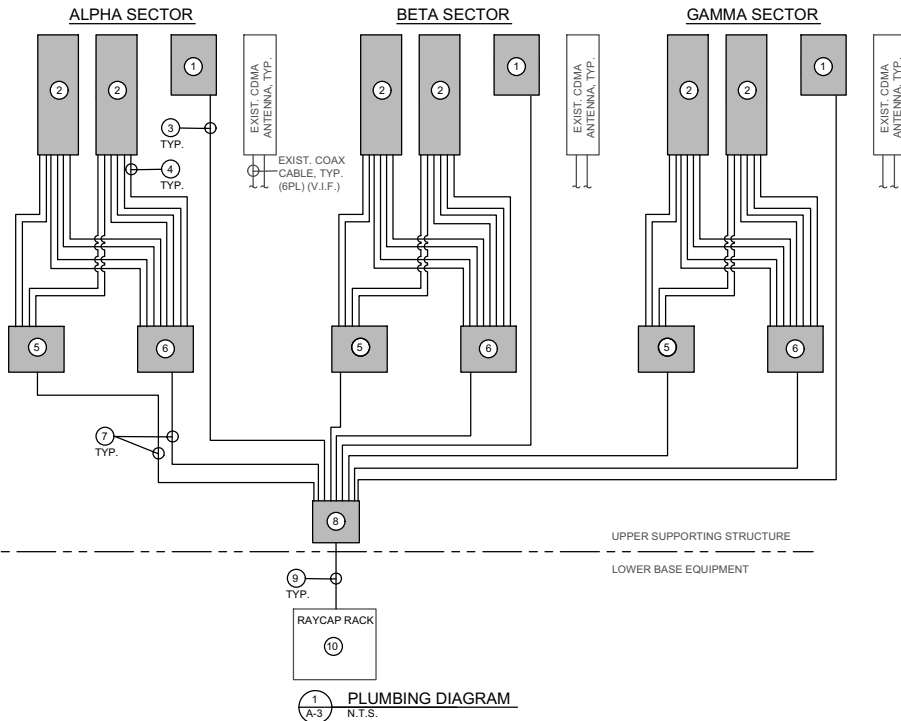 ALPHA SECTOR
BETA SECTOR
GAMMA SECTOR
2
2
1
EXIST. CDMA
ANTENNA, TYP.
2
2
1
EXIST. CDMA
ANTENNA, TYP.
2
2
1
EXIST. CDMA
ANTENNA, TYP.
3
TYP.
4
TYP.
EXIST. COAX
CABLE, TYP.
(6PL) (V.I.F.)
5
6
5
6
5
6
7
TYP.
8
UPPER SUPPORTING STRUCTURE
LOWER BASE EQUIPMENT
9
TYP.
RAYCAP RACK
10
1
A-3
PLUMBING DIAGRAM
N.T.S.